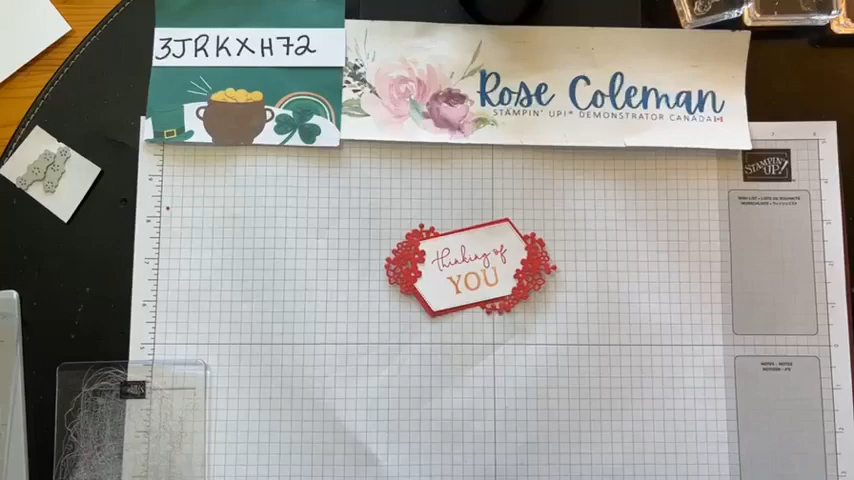 3JRKXH72
Rose Coleman
STAMPIN' UP!® DEMONSTRATOR CANADA
STAMPIN' UP!
thinking of
YOU